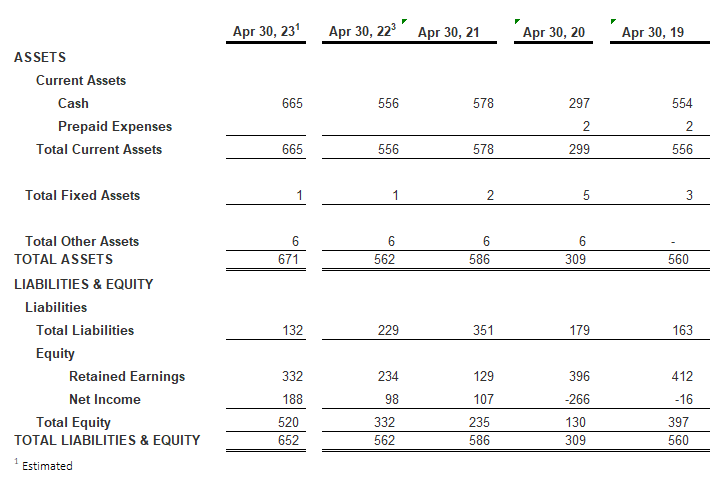 Apr 30, 23¹ Apr 30, 22³ Apr 30, 21 Apr 30, 20 Apr 30, 19
ASSETS
Current Assets
Cash 665 556 578 297 554
Prepaid Expenses 2 2
Total Current Assets 665 556 578 299 556
Total Fixed Assets 1 1 2 5 3
Total Other Assets 6 6 6 6 -
TOTAL ASSETS 671 562 586 309 560
LIABILITIES & EQUITY
Liabilities
Total Liabilities 132 229 351 179 163
Equity
Retained Earnings 332 234 129 396 412
Net Income 188 98 107 -266 -16
Total Equity 520 332 235 130 397
TOTAL LIABILITIES & EQUITY 652 562 586 309 560
¹ Estimated